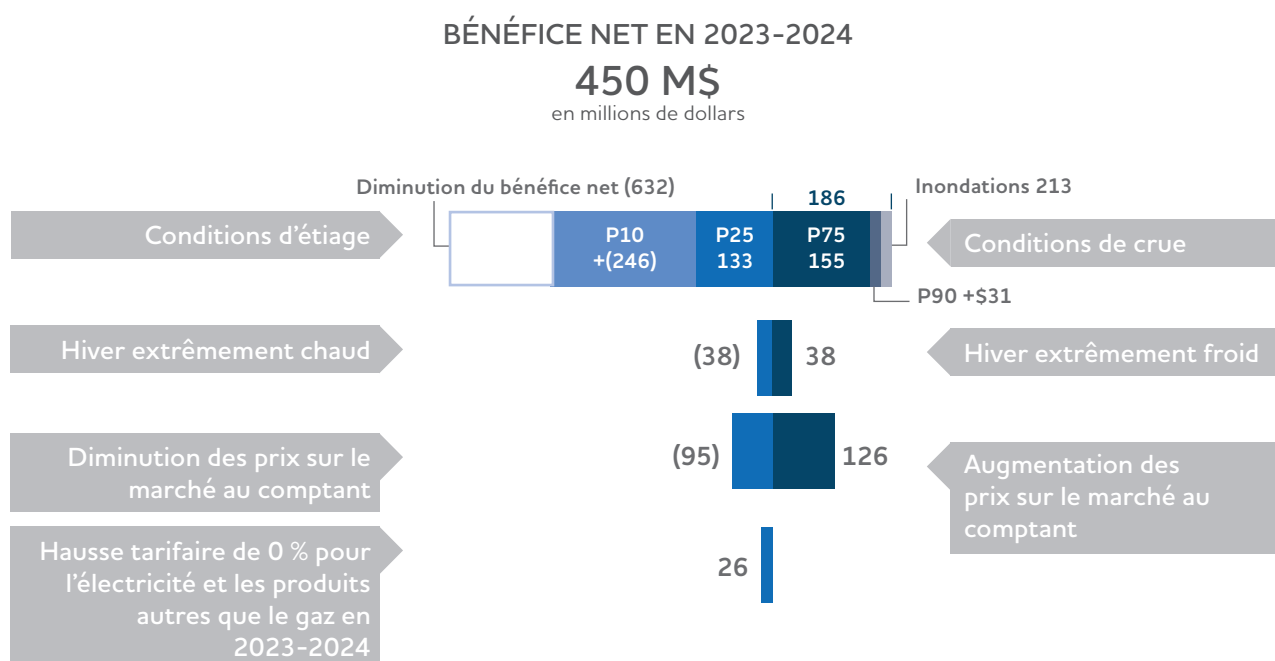 BÉNÉFICE NET EN 2023-2024
450 M$
en millions de dollars
Diminution du bénéfice net (632)
186
Inondations 213
Conditions d'étiage
P10
+(246)
P25
133
P75
155
Conditions de crue
P90 +$31
Hiver extrêmement chaud
(38)
38
Hiver extrêmement froid
Diminution des prix sur le
marché au comptant
(95)
126
Augmentation des
prix sur le marché au
comptant
Hausse tarifaire de 0 % pour
l'électricité et les produits
autres que le gaz en
2023-2024
26